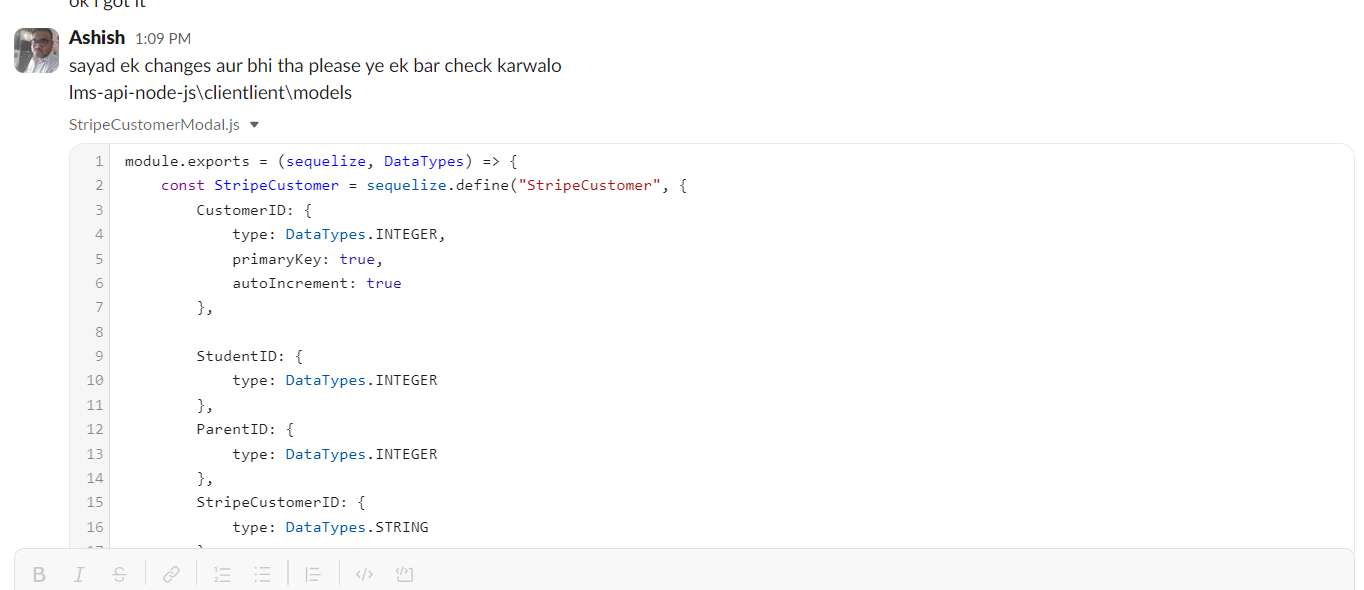 ok i got it
Ashish 1:09 PM
sayad ek changes aur bhi tha please ye ek bar check karwalo
lms-api-node-js\clientlient\models
StripeCustomerModal.js
1 module.exports = (sequelize, DataTypes) => {
2 const StripeCustomer = sequelize.define("StripeCustomer", {
3 CustomerID: {
4 type: DataTypes.INTEGER,
5 primaryKey: true,
6 autoIncrement: true
7 },
8
9 StudentID: {
10 type: DataTypes.INTEGER
11 },
12 ParentID: {
13 type: DataTypes.INTEGER
14 },
15 StripeCustomerID: {
16 type: DataTypes.STRING
B I S